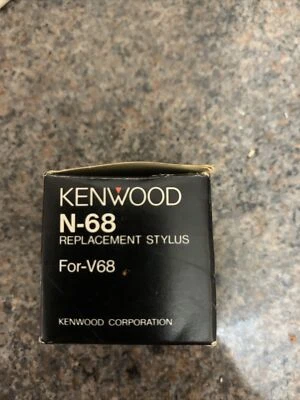 KENWOOD
N-68
REPLACEMENT STYLUS
For-V68
KENWOOD CORPORATION